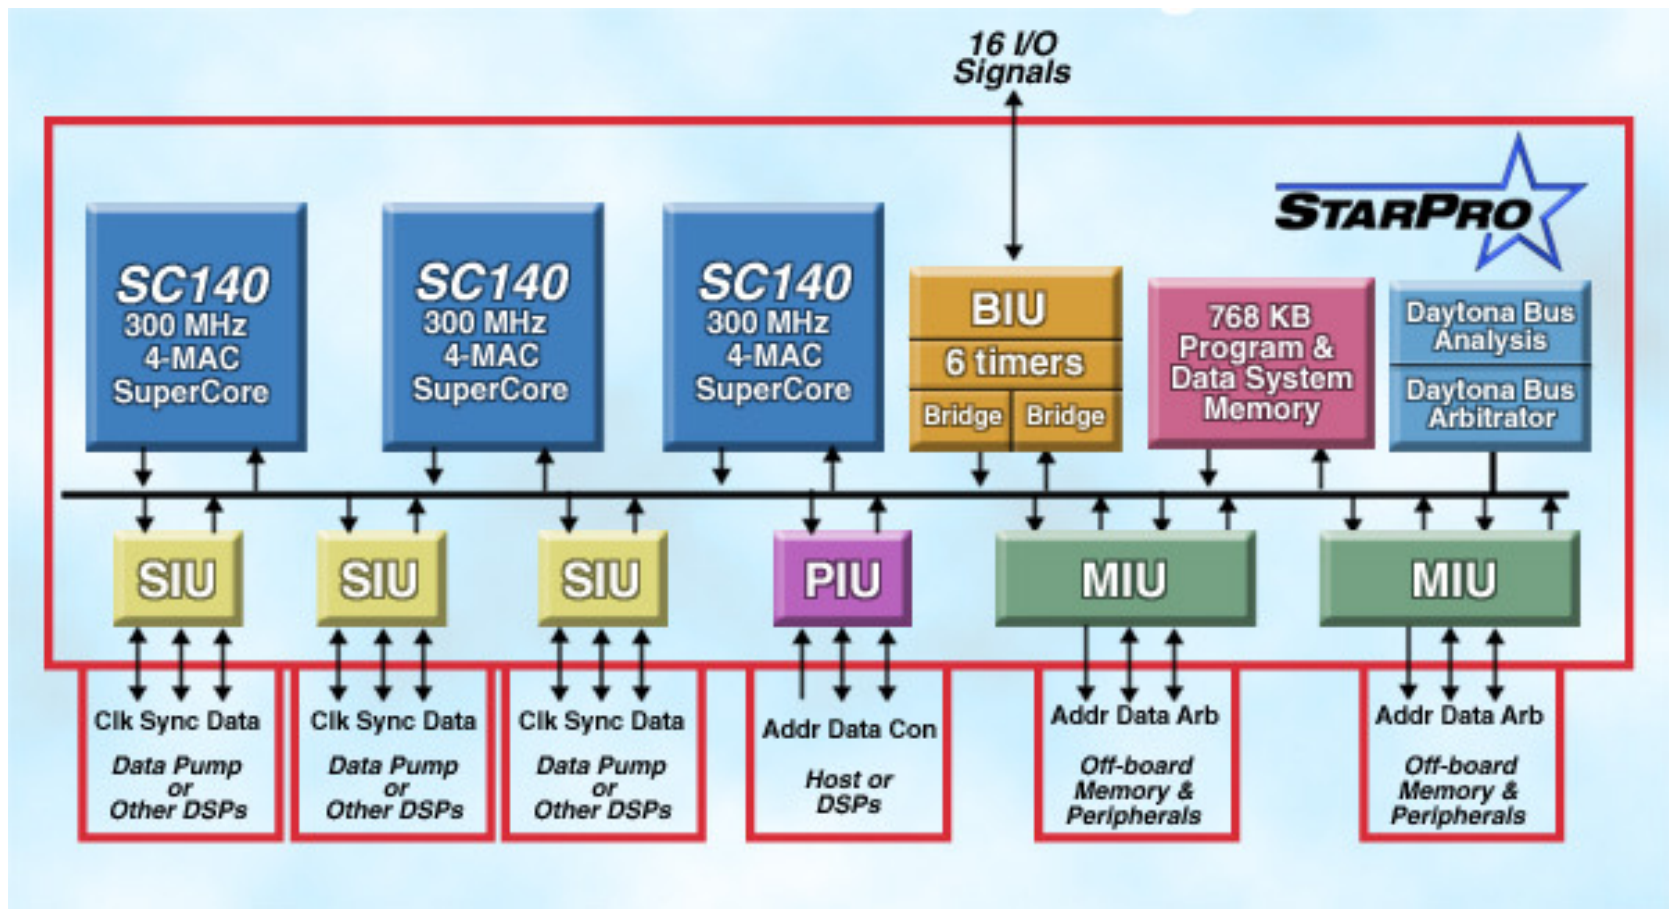 16 I/O
Signals
STARPRO
SC140
300 MHz
4-MAC
SuperCore
SC140
300 MHz
4-MAC
SuperCore
SC140
300 MHz
4-MAC
SuperCore
BIU
6 timers
Bridge
Bridge
768 KB
Program &
Data System
Memory
Daytona Bus
Analysis
Daytona Bus
Arbitrator
SIU
SIU
SIU
PIU
MIU
MIU
Clk Sync Data
Data Pump
or
Other DSPs
Clk Sync Data
Data Pump
or
Other DSPs
Clk Sync Data
Data Pump
or
Other DSPs
Addr Data Con
Host or
DSPs
Addr Data Arb
Off-board
Memory &
Peripherals
Addr Data Arb
Off-board
Memory &
Peripherals